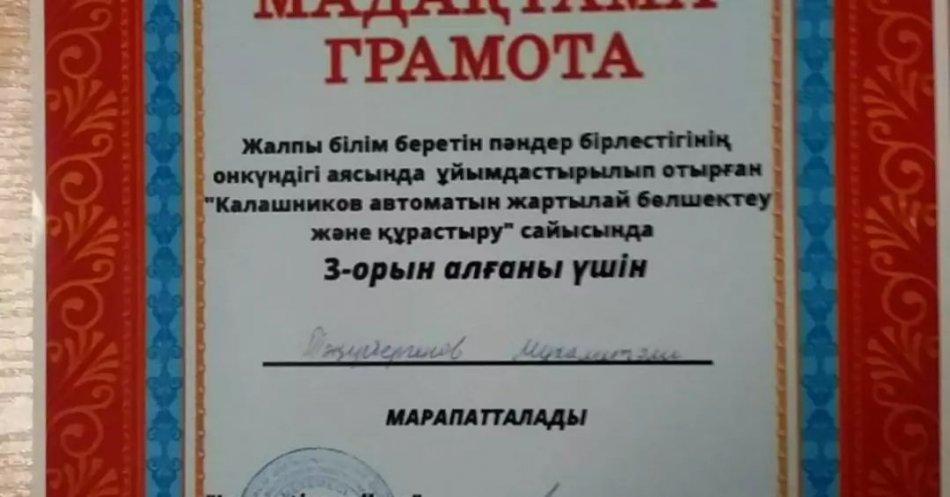 МАДАҚТАМА
ГРАМОТА
Жалпы білім беретін пәндер бірлестігінің
онкүндігі аясында ұйымдастырылып отырған
"Калашников автоматын жартылай бөлшектеу
және құрастыру" сайысында
3-орын алғаны үшін
МАРАПАТТАЛАДЫ